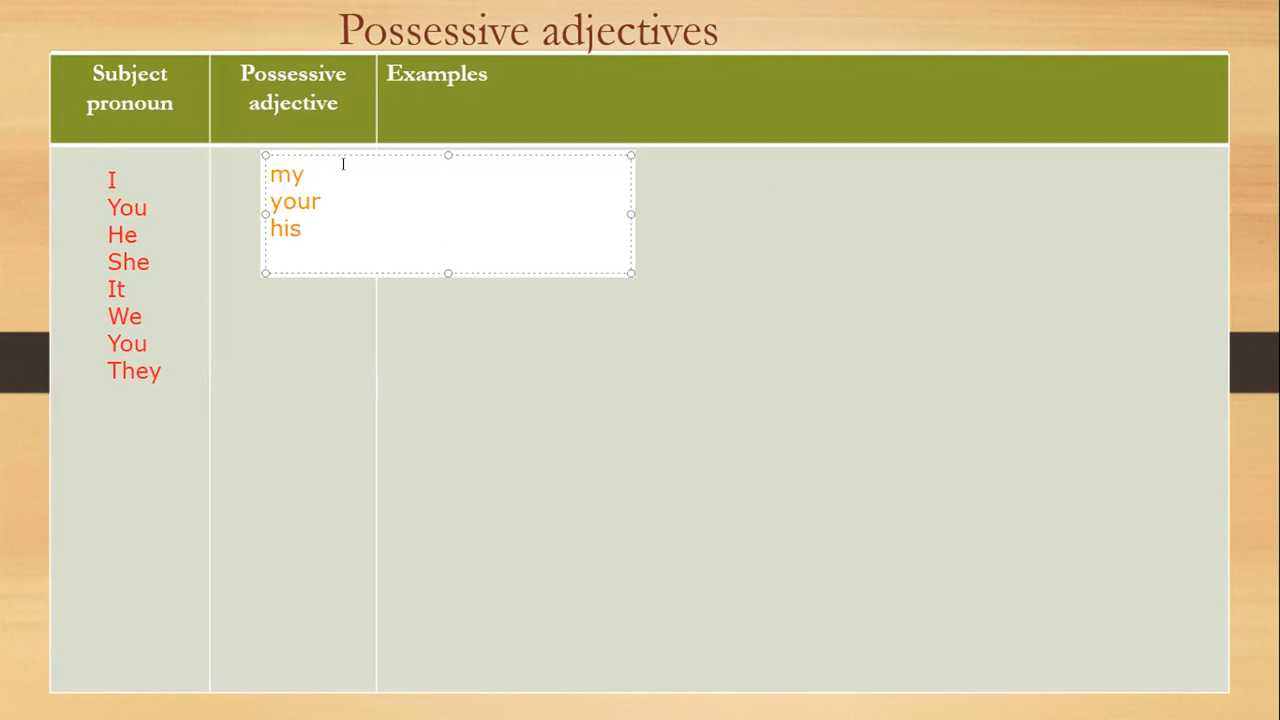 Possessive adjectives
Subject pronoun
Possessive adjective
Examples
I
You
He
She
It
We
You
They
my
your
his